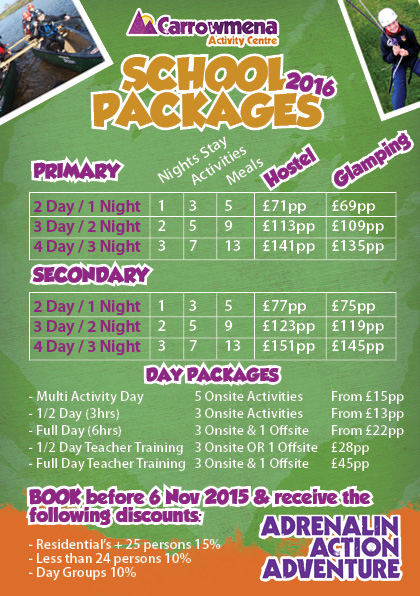 Carrowmena
Activity Centre
SCHOOL
PACKAGES 2016
PRIMARY Nights Stay Activities Meals Hostel Glamping
2 Day / 1 Night 1 3 5 £71pp £69pp
3 Day / 2 Night 2 5 9 £113pp £109pp
4 Day / 3 Night 3 7 13 £141pp £135pp
SECONDARY
2 Day / 1 Night 1 3 5 £77pp £75pp
3 Day / 2 Night 2 5 9 £123pp £119pp
4 Day / 3 Night 3 7 13 £151pp £145pp
DAY PACKAGES
- Multi Activity Day 5 Onsite Activities From £15pp
- 1/2 Day (3hrs) 3 Onsite Activities From £13pp
- Full Day (6hrs) 3 Onsite & 1 Offsite From £22pp
- 1/2 Day Teacher Training 3 Onsite OR 1 Offsite £28pp
- Full Day Teacher Training 3 Onsite & 1 Offsite £45pp
BOOK before 6 Nov 2015 & receive the
following discounts:
- Residential's + 25 persons 15%
- Less than 24 persons 10%
- Day Groups 10%
ADRENALIN
ACTION
ADVENTURE